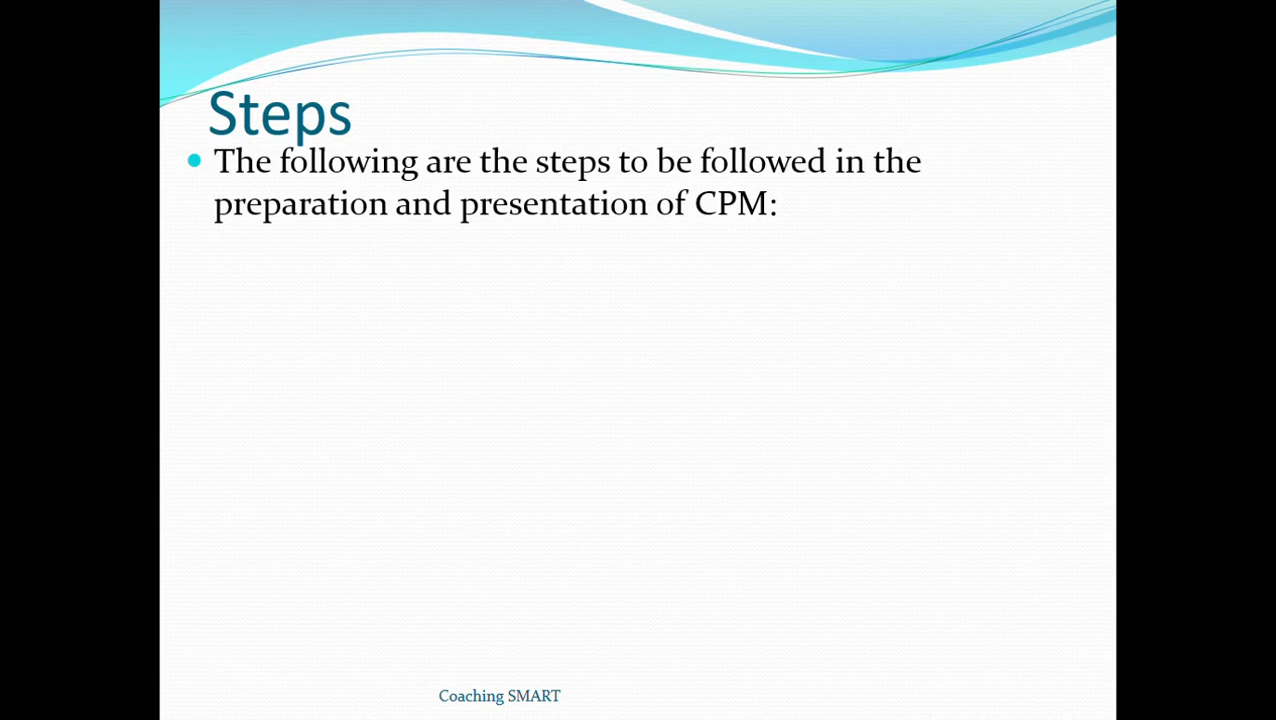 Steps
The following are the steps to be followed in the
preparation and presentation of CPM:
Coaching SMART